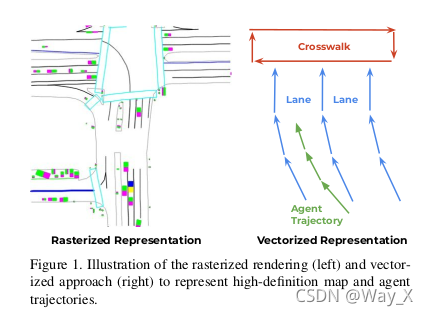 Crosswalk
Lane Lane
Agent
Trajectory
Rasterized Representation Vectorized Representation
Figure 1. Illustration of the rasterized rendering (left) and vector-
ized approach (right) to represent high-definition map and agent
trajectories.
CSDN @Way_X